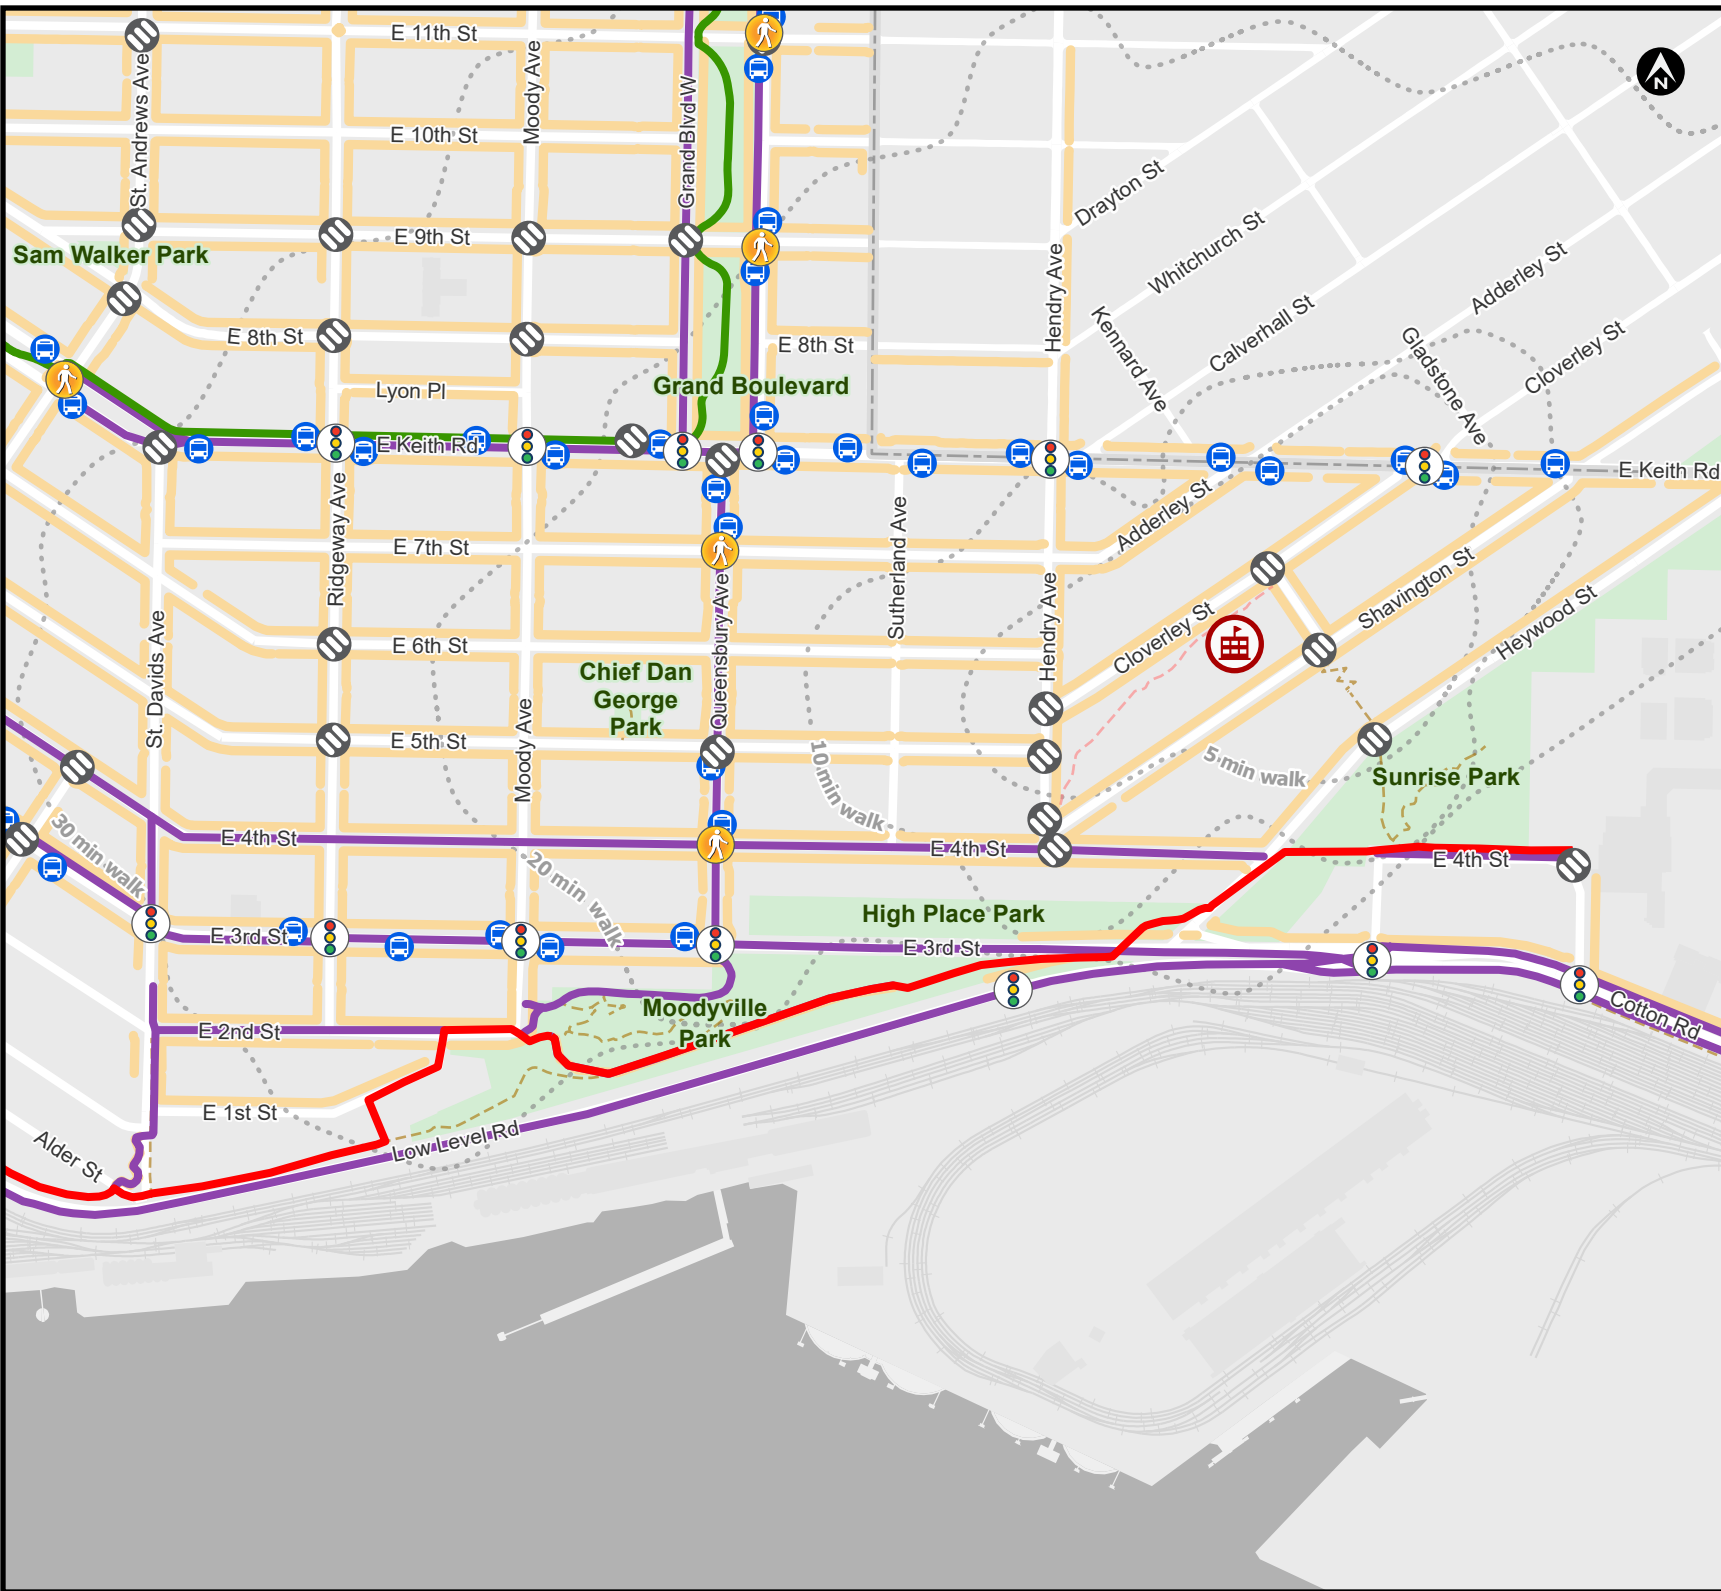 E 11th St
St. Andrews Ave
Moody Ave
Grand Blvd W
N
E 10th St
Drayton St
Sam Walker Park
E 9th St
Whitchurch St
Hendry Ave
Adderley St
E 8th St
E 8th St
Kennard Ave
Calverhall St
Gladstone Ave
Cloverley St
Lyon Pl
Grand Boulevard
E Keith Rd
E Keith Rd
Ridgeway Ave
E 7th St
Sutherland Ave
Adderley St
Queensbury Ave
Hendry Ave
Cloverley St
Shavington St
Heywood St
St. Davids Ave
E 6th St
Chief Dan
George
Park
Moody Ave
E 5th St
10 min walk
5 min walk
Sunrise Park
30 min walk
E 4th St
E 4th St
E 4th St
20 min walk
High Place Park
E 3rd St
E 3rd St
Moodyville
Park
Cotton Rd
E 2nd St
E 1st St
Low Level Rd
Alder St